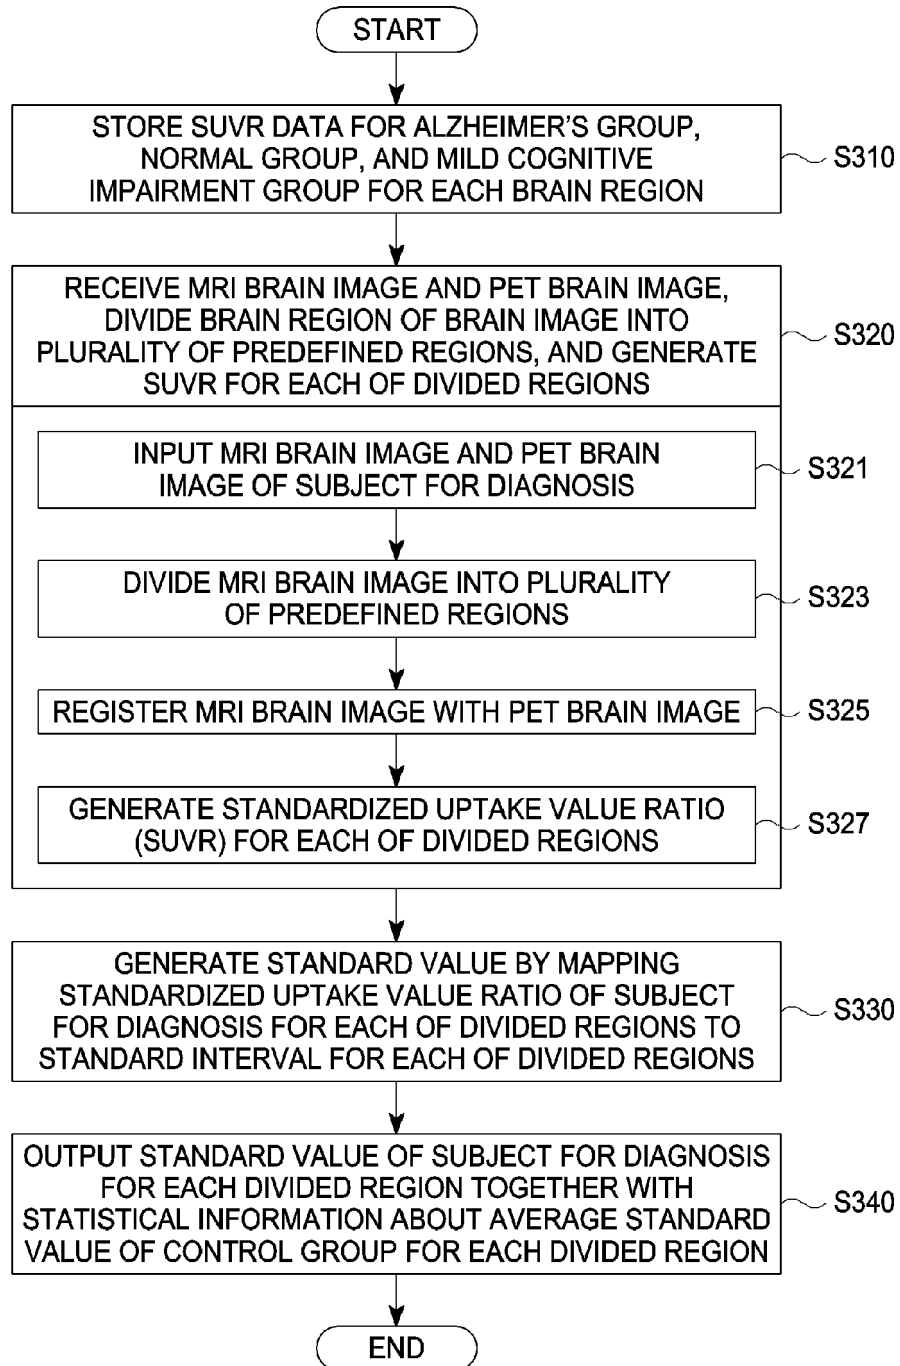 START
STORE SUVR DATA FOR ALZHEIMER'S GROUP,
NORMAL GROUP, AND MILD COGNITIVE
IMPAIRMENT GROUP FOR EACH BRAIN REGION
S310
RECEIVE MRI BRAIN IMAGE AND PET BRAIN IMAGE,
DIVIDE BRAIN REGION OF BRAIN IMAGE INTO
PLURALITY OF PREDEFINED REGIONS, AND GENERATE
SUVR FOR EACH OF DIVIDED REGIONS
S320
INPUT MRI BRAIN IMAGE AND PET BRAIN
IMAGE OF SUBJECT FOR DIAGNOSIS
S321
DIVIDE MRI BRAIN IMAGE INTO PLURALITY
OF PREDEFINED REGIONS
S323
REGISTER MRI BRAIN IMAGE WITH PET BRAIN IMAGE
S325
GENERATE STANDARDIZED UPTAKE VALUE RATIO
(SUVR) FOR EACH OF DIVIDED REGIONS
S327
GENERATE STANDARD VALUE BY MAPPING
STANDARDIZED UPTAKE VALUE RATIO OF SUBJECT
FOR DIAGNOSIS FOR EACH OF DIVIDED REGIONS TO
STANDARD INTERVAL FOR EACH OF DIVIDED REGIONS
S330
OUTPUT STANDARD VALUE OF SUBJECT FOR DIAGNOSIS
FOR EACH DIVIDED REGION TOGETHER WITH
STATISTICAL INFORMATION ABOUT AVERAGE STANDARD
VALUE OF CONTROL GROUP FOR EACH DIVIDED REGION
S340
END